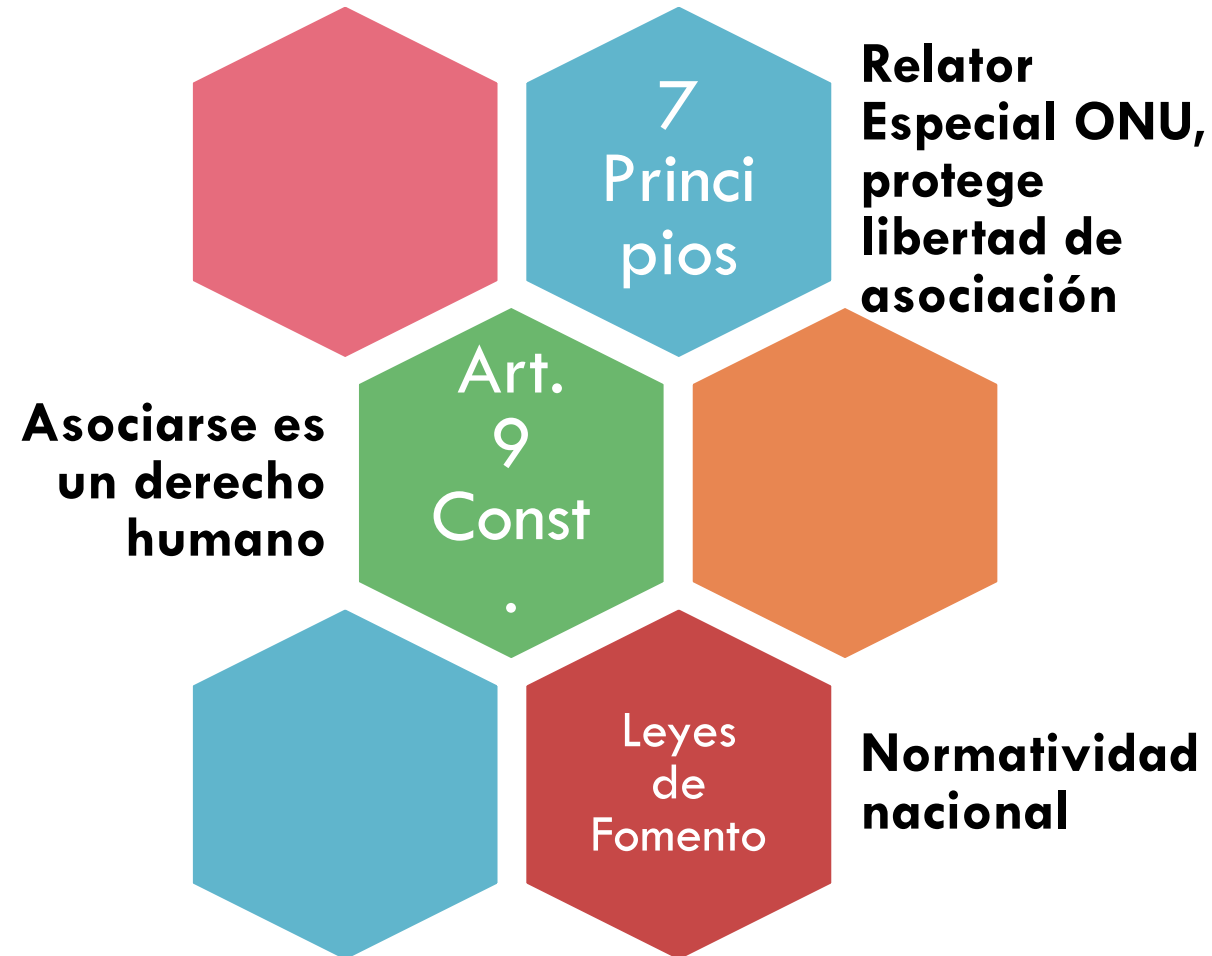 7
Princi
pios
Relator
Especial ONU,
protege
libertad de
asociación
Asociarse es
un derecho
humano
Art.
9
Const
.
Leyes
de
Fomento
Normatividad
nacional